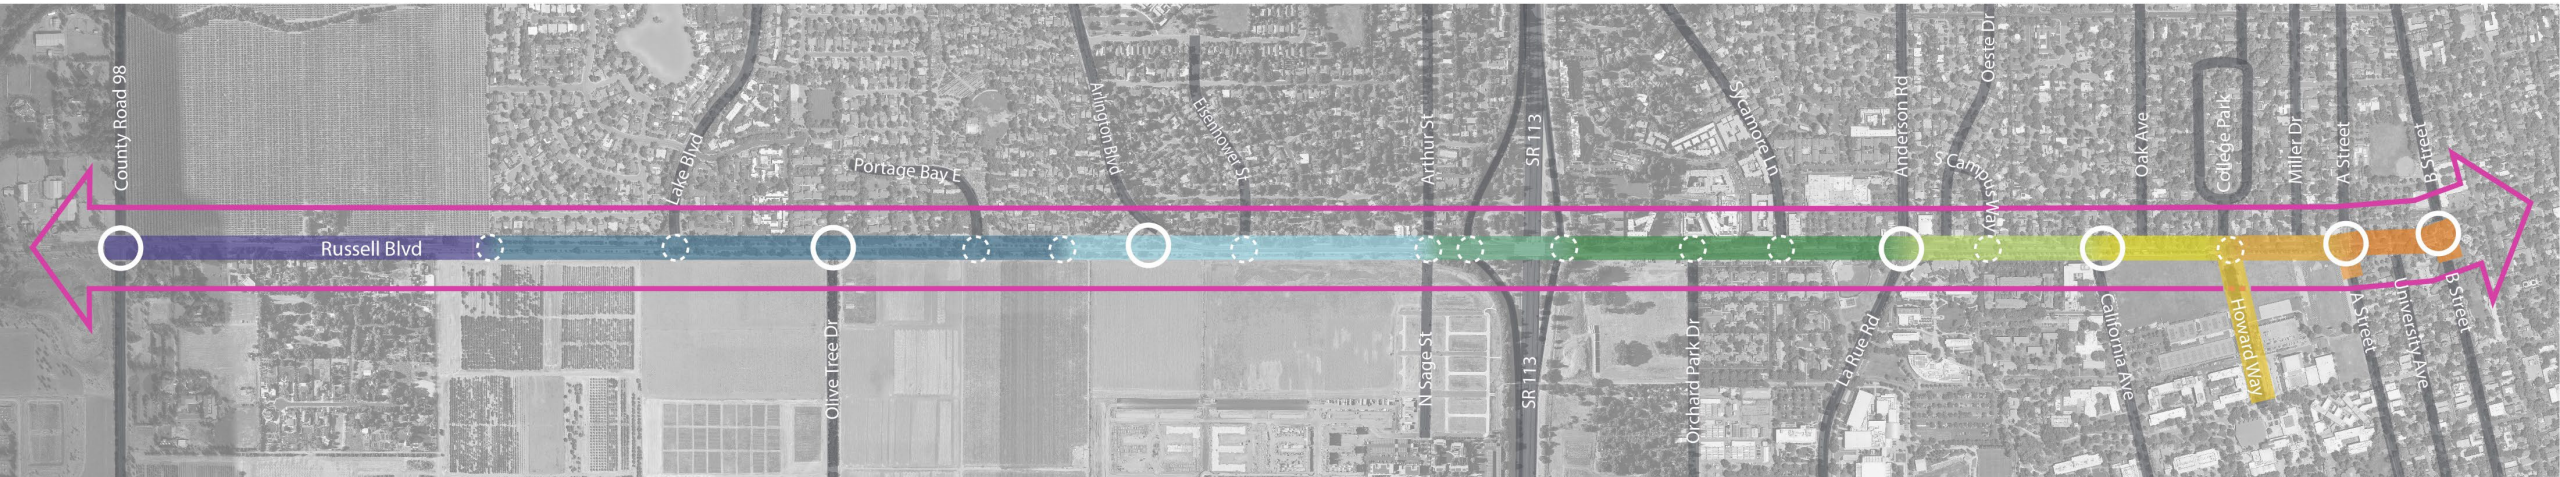 County Road 98
Russell Blvd
Lake Blvd
Portage Bay E
Olive Tree Dr
Arlington Blvd
Eisenhower St
Arthur St
N Sage St
SR 113
SR 113
Sycamore Ln
Orchard Park Dr
Anderson Rd
La Rue Rd
Oeste Dr
S Campus Way
California Ave
Oak Ave
College Park
Howard Way
Miller Dr
A Street
A Street
University Ave
B Street
B Street